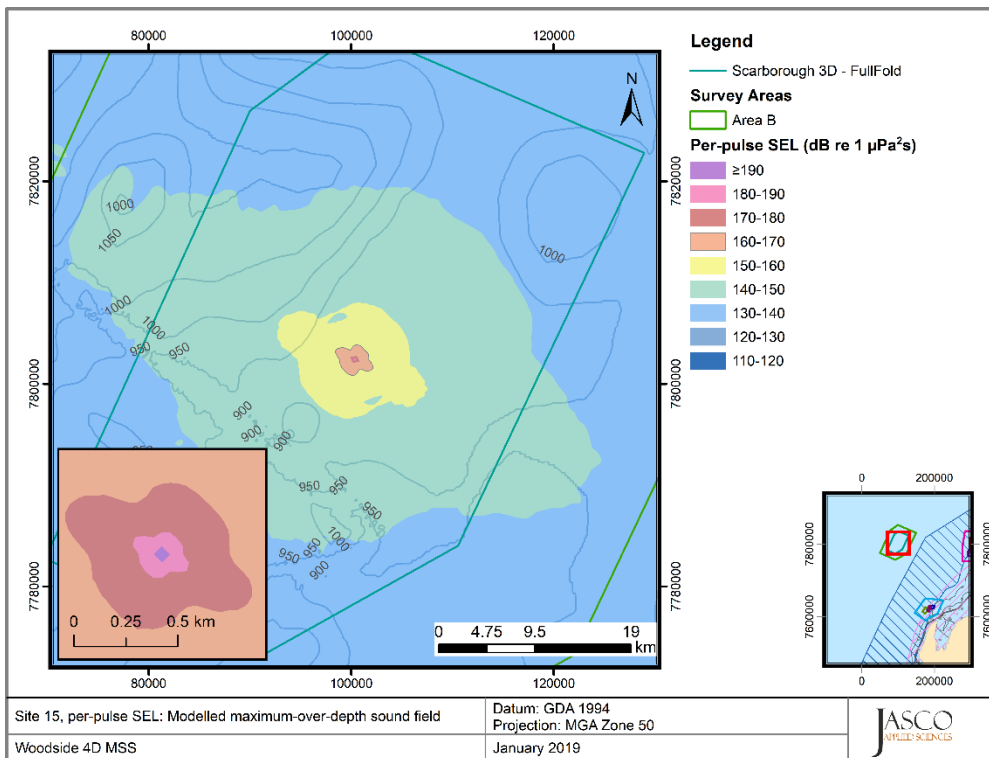 80000 100000 120000
Legend
Scarborough 3D - FullFold
Survey Areas
Area B
Per-pulse SEL (dB re 1 µPa²s)
≥190
180-190
170-180
160-170
150-160
140-150
130-140
120-130
110-120
N
7820000 7820000
7800000 7800000
7780000 7780000
1000
1050
1000
1000
1000
950
950
900
900
900
950
950
950
1000
950
950
900
0 0.25 0.5 km
0 4.75 9.5 19
km
80000 100000 120000
0 200000
7800000 7800000
7600000 7600000
0 200000
Site 15, per-pulse SEL: Modelled maximum-over-depth sound field
Datum: GDA 1994
Projection: MGA Zone 50
Woodside 4D MSS
January 2019
JASCO
APPLIED SCIENCES